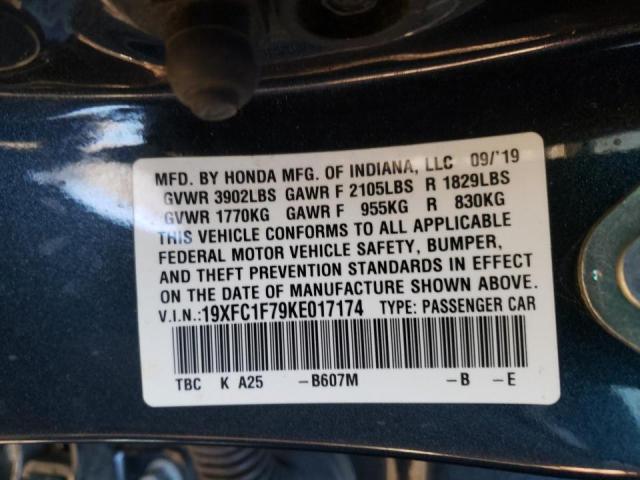 MFD. BY HONDA MFG. OF INDIANA, LLC 09/'19
GVWR 3902LBS GAWR F 2105LBS R 1829LBS
GVWR 1770KG GAWR F 955KG R 830KG
THIS VEHICLE CONFORMS TO ALL APPLICABLE
FEDERAL MOTOR VEHICLE SAFETY, BUMPER,
AND THEFT PREVENTION STANDARDS IN EFFECT
ON THE DATE OF MANUFACTURE SHOWN ABOVE.
V.I.N.:19XFC1F79KE017174 TYPE: PASSENGER CAR
TBC K A25 -B607M -B -E